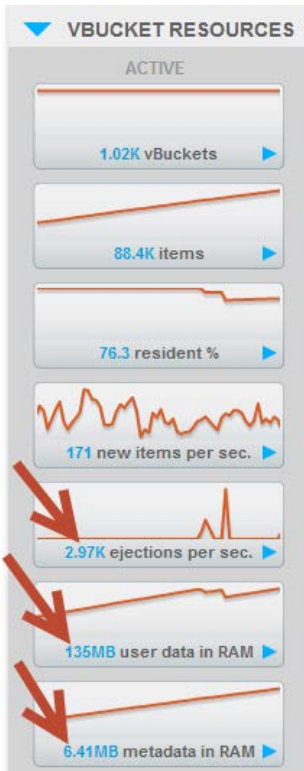 VBUCKET RESOURCES
ACTIVE
1.02K vBuckets
88.4K items
76.3 resident %
171 new items per sec.
2.97K ejections per sec.
135MB user data in RAM
6.41MB metadata in RAM